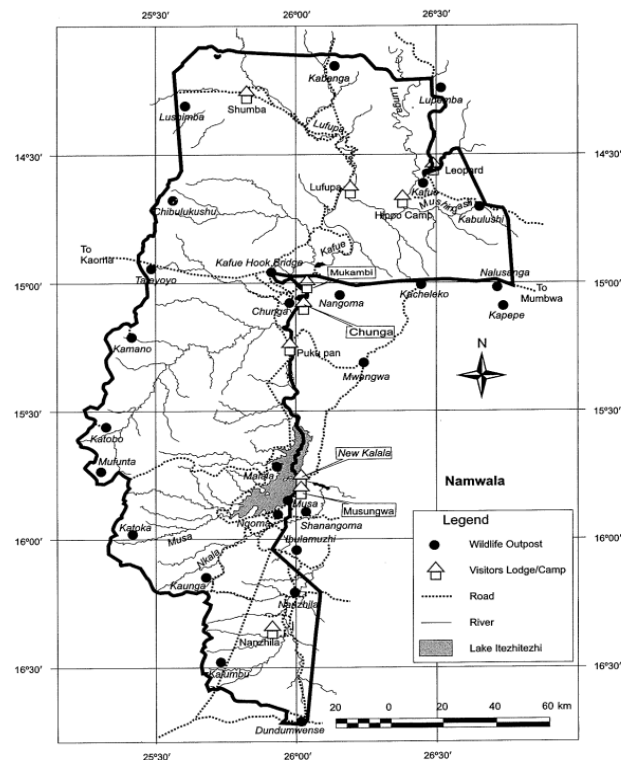 25°30' 26°00' 26°30'
Kabanga
Lunga
Lupemba
Shumba
Lushimba
Lufupa
14°30' 14°30'
Leopard
Lufupa
Kafue
Mushingasi
Hippo Camp
Kabulushi
Chibulukushu
Kafue
To
Kaoma
Kafue Hook Bridge
Mukambi
Nalusanga
To
Mumbwa
Tateyoyo
15°00' 15°00'
Nangoma
Kacheleko
Chunga
Chunga
Kapepe
N
Kamano
Puku pan
Mwengwa
15°30' 15°30'
Katobo
Mufunta
Makila
New Kalala
Namwala
Musa
Musungwa
Legend
Ngoma
Shanangoma
Katoka
Musa
Wildlife Outpost
16°00' 16°00'
Ibulamuzhi
Nkala
Visitors Lodge/Camp
Kaunga
Nanzhila
Road
River
Nanzhila
Lake Itezhitezhi
Kalumbu
16°30' 16°30'
20 0 20 40 60 km
Dundumwense
25°30' 26°00' 26°30'